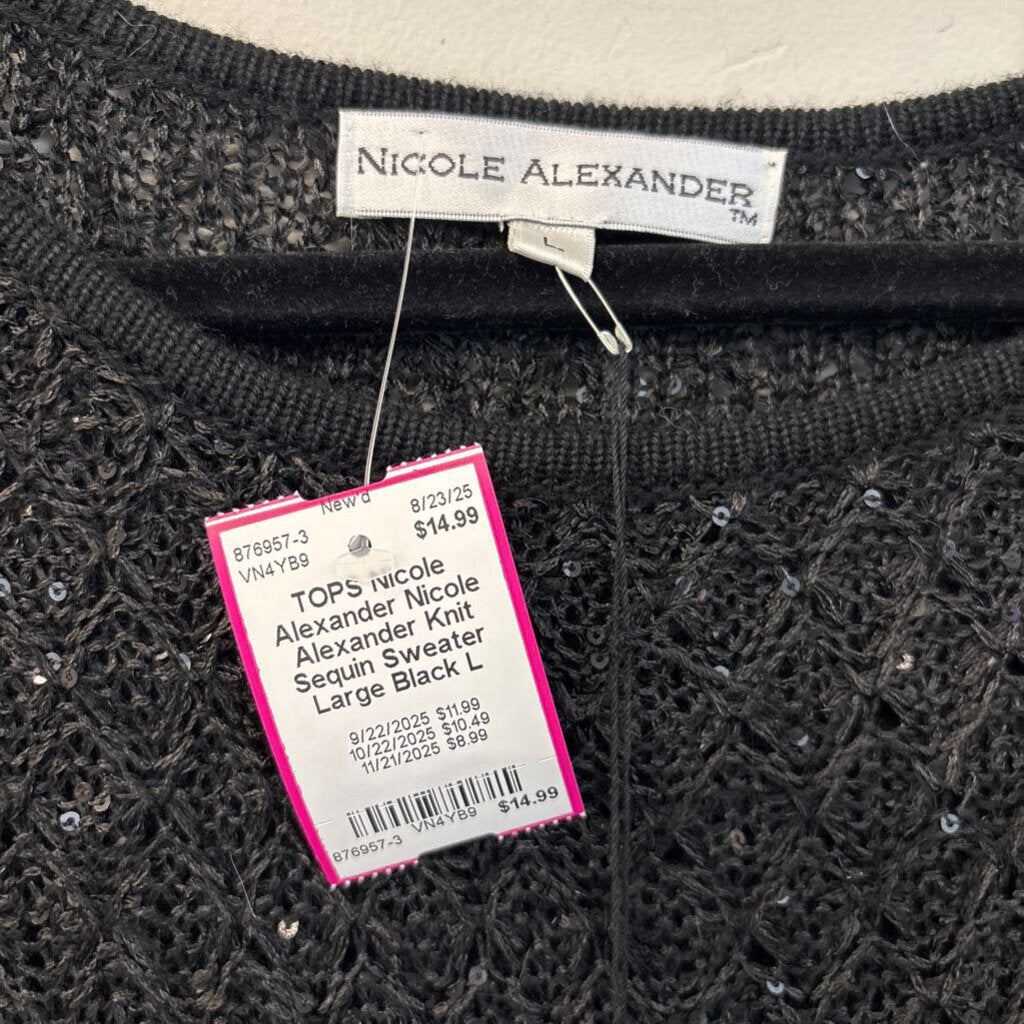 NICOLE ALEXANDER
TM
L
New'd
8/23/25
$14.99
876957-3
VN4YB9
TOPS Nicole
Alexander Nicole
Alexander Knit
Sequin Sweater
Large Black L
9/22/2025 $11.99
10/22/2025 $10.49
11/21/2025 $8.99
876957-3 VN4YB9 $14.99